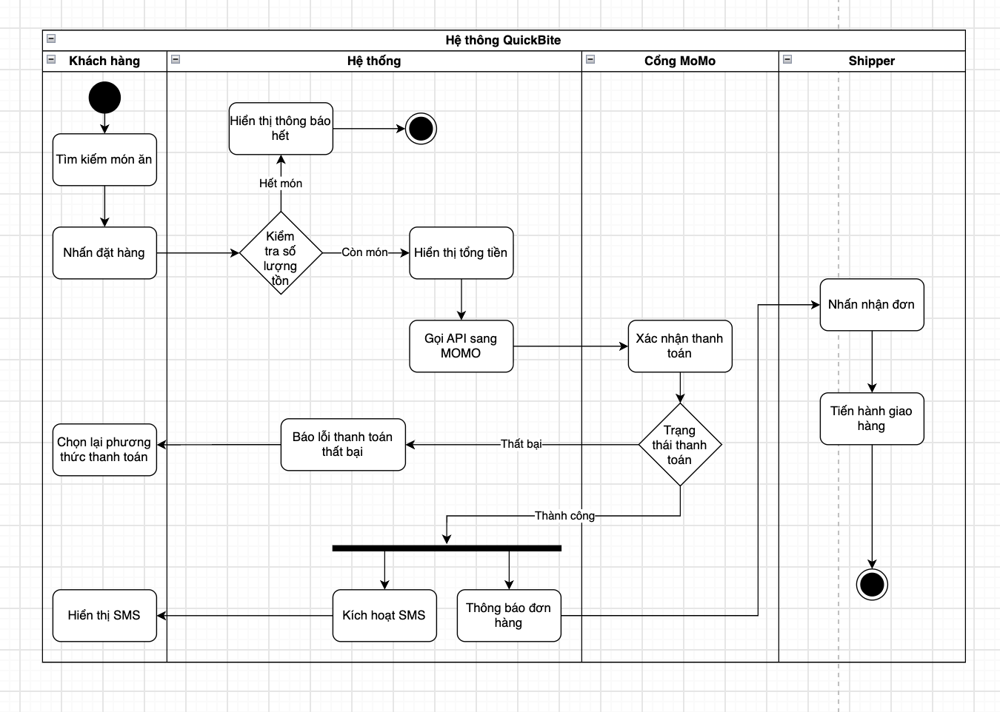 Hệ thông QuickBite
Khách hàng
Hệ thống
Cổng MoMo
Shipper
Hiển thị thông báo
hết
Tìm kiếm món ăn
Hết món
Nhấn đặt hàng
Kiểm
tra số
lượng
tồn
Còn món
Hiển thị tổng tiền
Nhấn nhận đơn
Gọi API sang
MOMO
Xác nhận thanh
toán
Tiến hành giao
hàng
Chọn lại phương
thức thanh toán
Báo lỗi thanh toán
thất bại
Thất bại
Trạng
thái thanh
toán
Thành công
Hiển thị SMS
Kích hoạt SMS
Thông báo đơn
hàng